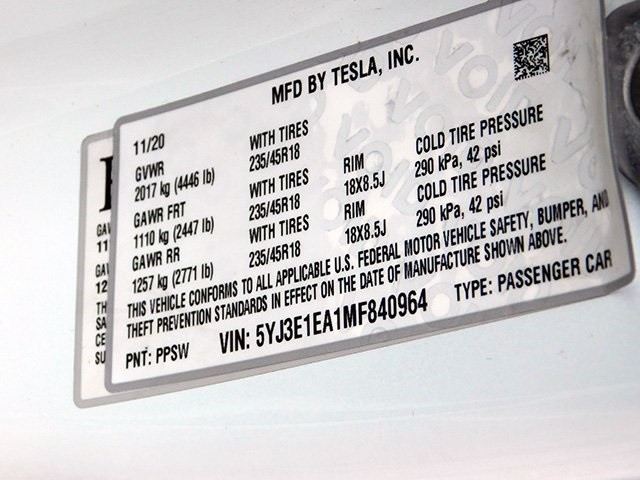 MFD BY TESLA, INC.
11/20
GVWR WITH TIRES
2017 kg (4446 lb) 235/45R18 RIM COLD TIRE PRESSURE
GAWR FRT WITH TIRES 18X8.5J 290 kPa, 42 psi
1110 kg (2447 lb) 235/45R18 RIM COLD TIRE PRESSURE
GAWR RR WITH TIRES 18X8.5J 290 kPa, 42 psi
1257 kg (2771 lb) 235/45R18
THIS VEHICLE CONFORMS TO ALL APPLICABLE U.S. FEDERAL MOTOR VEHICLE SAFETY, BUMPER, AND
THEFT PREVENTION STANDARDS IN EFFECT ON THE DATE OF MANUFACTURE SHOWN ABOVE.
PNT: PPSW VIN: 5YJ3E1EA1MF840964 TYPE: PASSENGER CAR